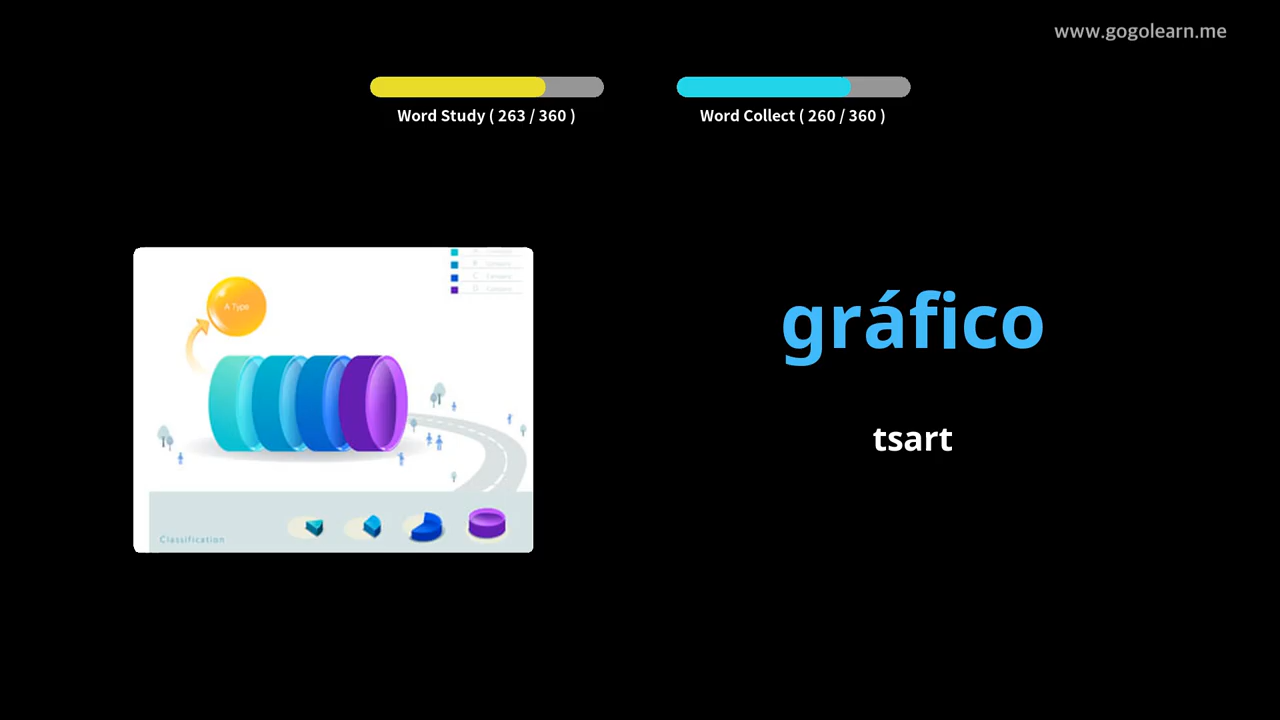 www.gogolearn.me
Word Study ( 263 / 360 )
Word Collect ( 260 / 360 )
A Type
C
D
gráfico
tsart
Classification